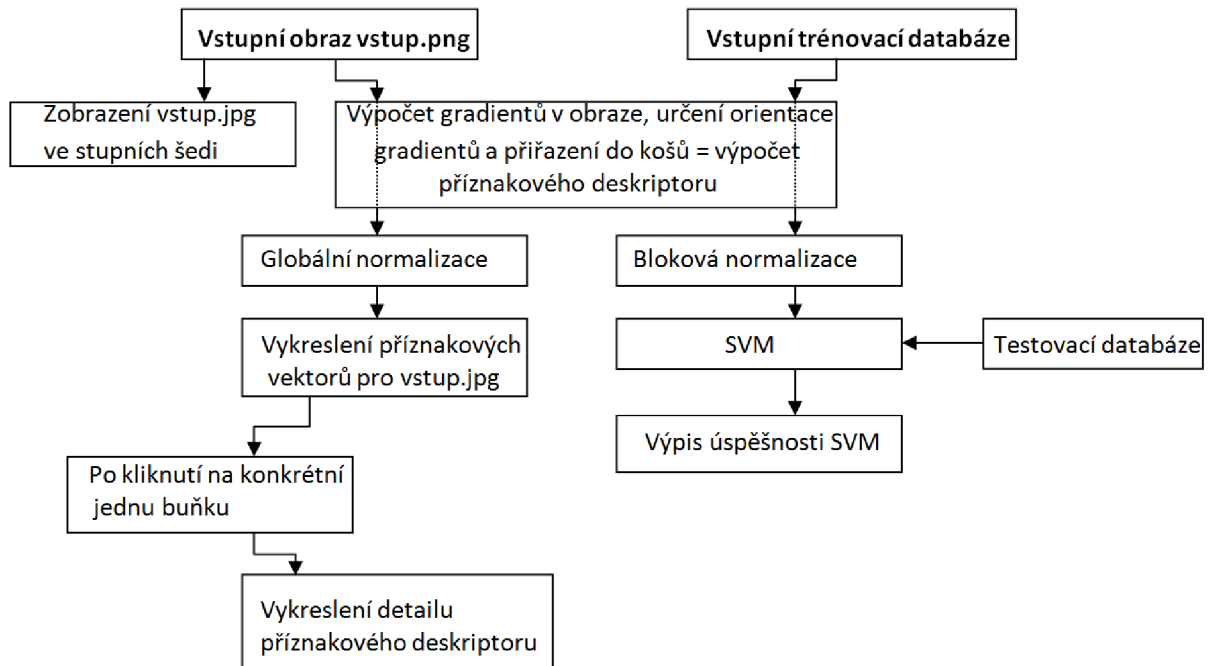 Vstupní obraz vstup.png
Vstupní trénovací databáze
Zobrazení vstup.jpg
ve stupních šedi
Výpočet gradientů v obraze, určení orientace
gradientů a přiřazení do košů = výpočet
příznakového deskriptoru
Globální normalizace
Bloková normalizace
Vykreslení příznakových
vektorů pro vstup.jpg
SVM
Testovací databáze
Výpis úspěšnosti SVM
Po kliknutí na konkrétní
jednu buňku
Vykreslení detailu
příznakového deskriptoru